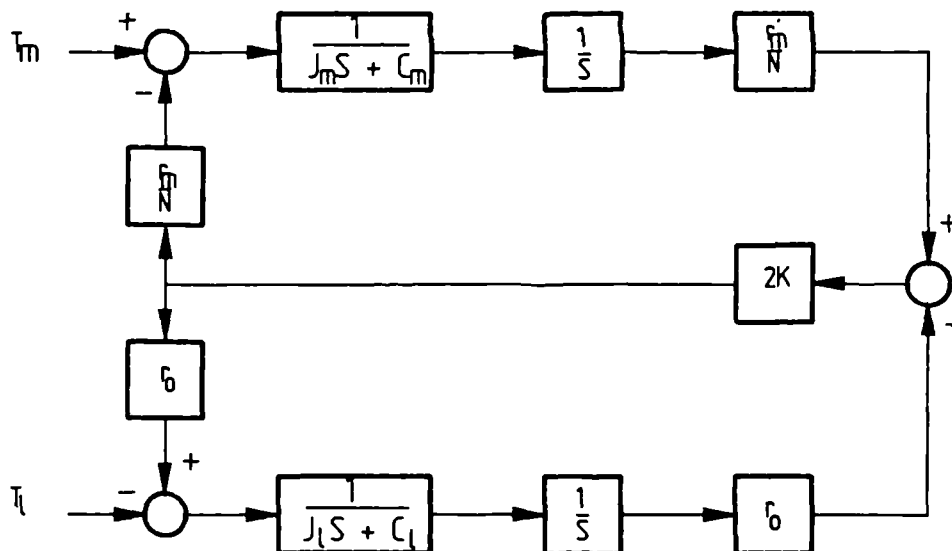 +
Tm
1
JmS + Cm
1
S
rm
N
-
rm
N
+
2K
-
r0
+
Tl
-
1
JlS + Cl
1
S
r0